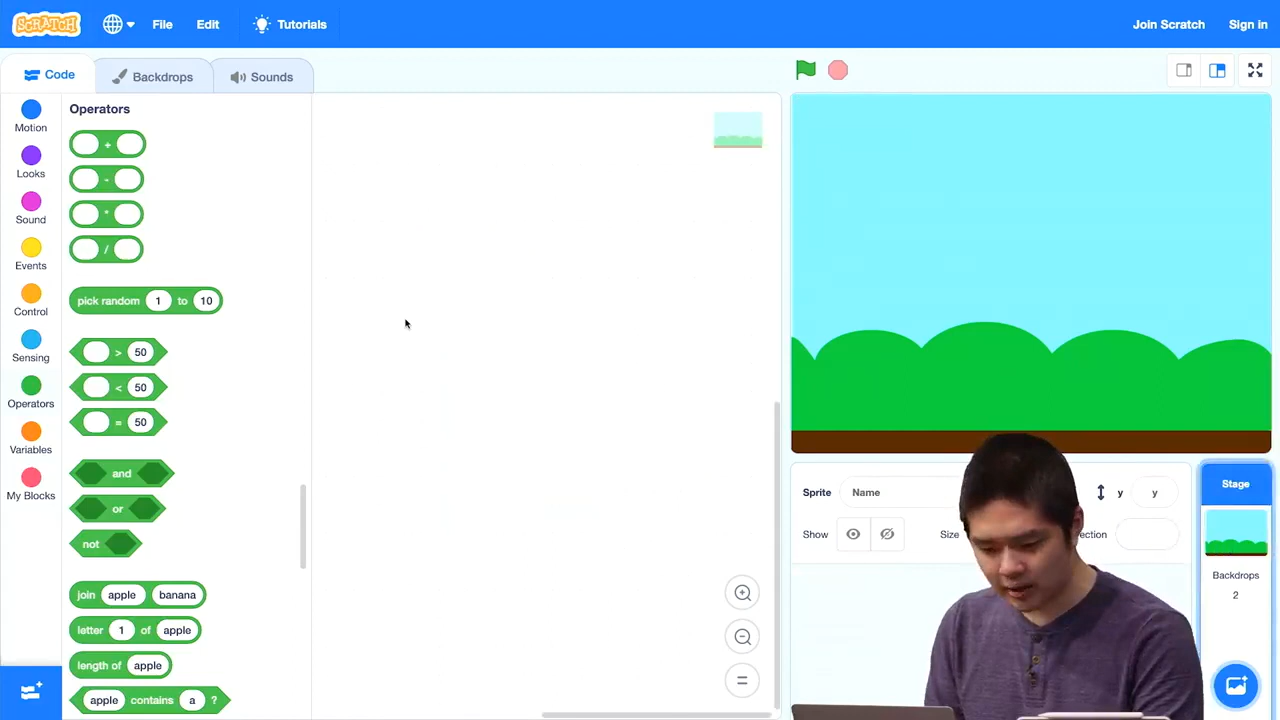 SCRATCH File Edit Tutorials Join Scratch Sign in
Code Backdrops Sounds
Motion
Looks
Sound
Events
Control
Sensing
Operators
Variables
My Blocks
Operators
+
-
*
/
pick random 1 to 10
> 50
< 50
= 50
and
or
not
join apple banana
letter 1 of apple
length of apple
apple contains a ?
=
Sprite Name y y
Show Size
Stage
Backdrops
2